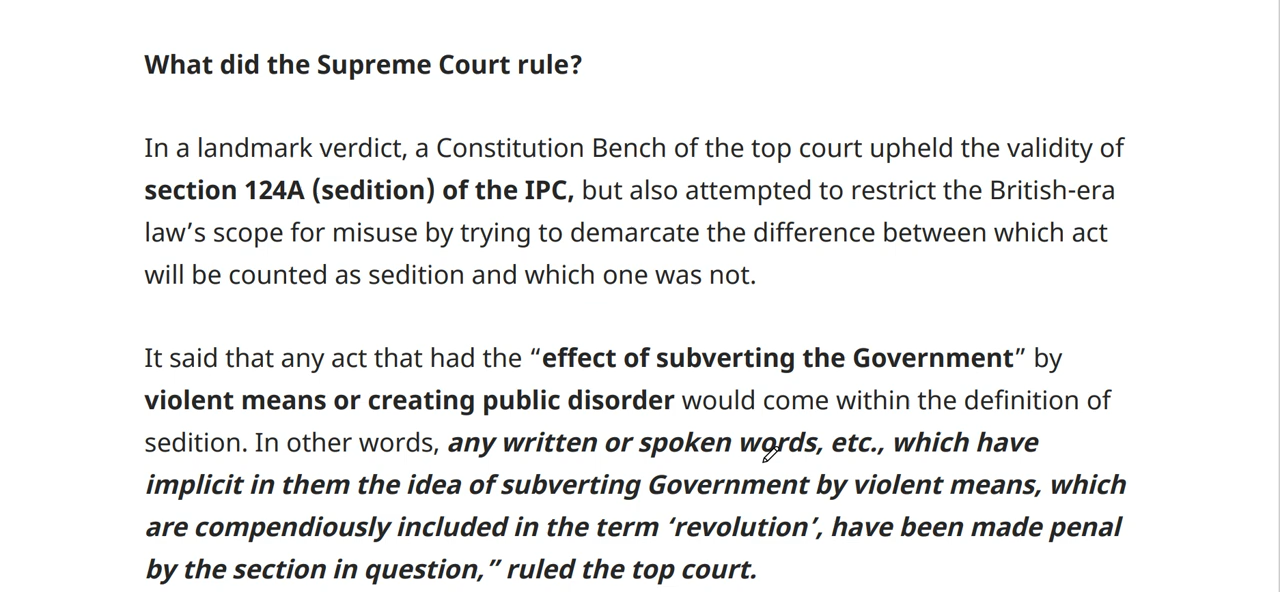 What did the Supreme Court rule?
In a landmark verdict, a Constitution Bench of the top court upheld the validity of
section 124A (sedition) of the IPC, but also attempted to restrict the British-era
law’s scope for misuse by trying to demarcate the difference between which act
will be counted as sedition and which one was not.
It said that any act that had the “effect of subverting the Government” by
violent means or creating public disorder would come within the definition of
sedition. In other words, any written or spoken words, etc., which have
implicit in them the idea of subverting Government by violent means, which
are compendiously included in the term ‘revolution’, have been made penal
by the section in question,” ruled the top court.